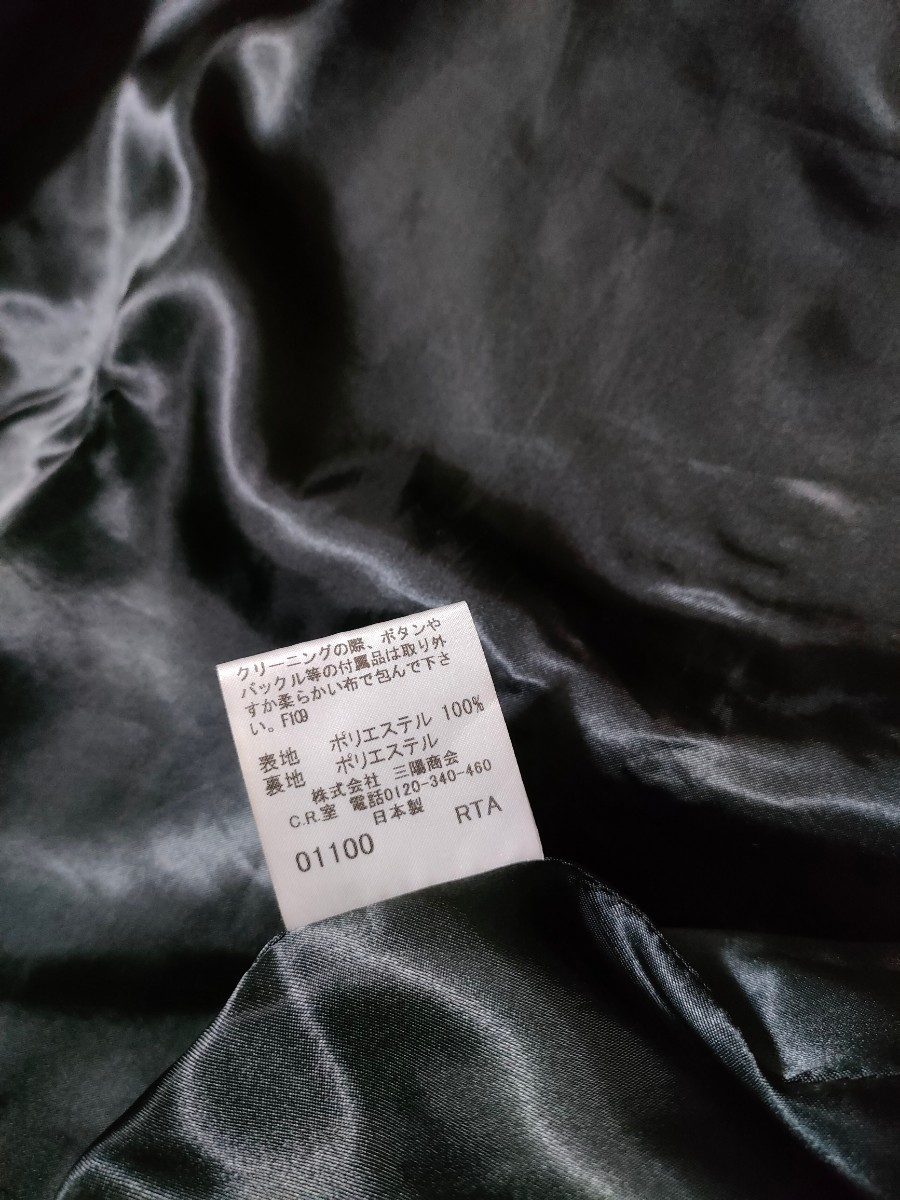 クリーニングの際、ボタンや
バックル等の付属品は取り外
すか柔らかい布で包んで下さ
い。F109
表地 ポリエステル 100%
裏地 ポリエステル
株式会社 三陽商会
C.R.室 電話0120-340-460
日本製
01100 RTA